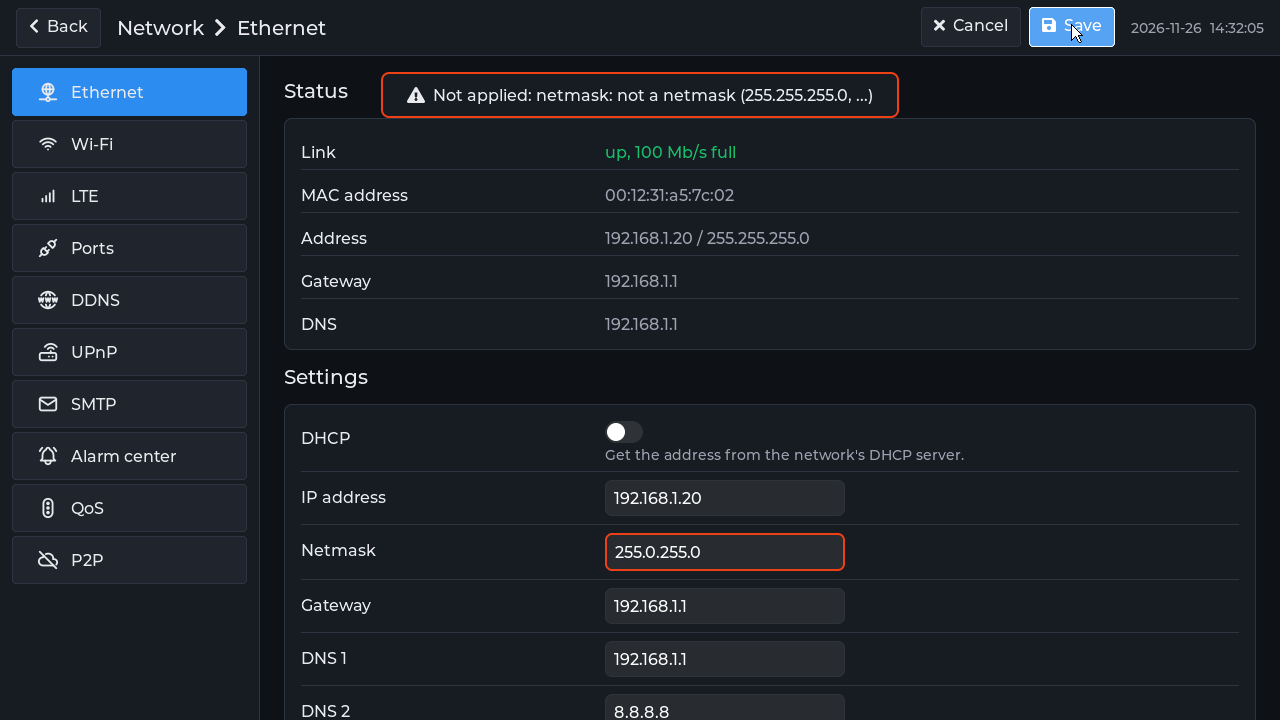 Back
Network > Ethernet
Cancel
Save
2026-11-26 14:32:05
Ethernet
Wi-Fi
LTE
Ports
DDNS
UPnP
SMTP
Alarm center
QoS
P2P
Status
Not applied: netmask: not a netmask (255.255.255.0, ...)
Link up, 100 Mb/s full
MAC address 00:12:31:a5:7c:02
Address 192.168.1.20 / 255.255.255.0
Gateway 192.168.1.1
DNS 192.168.1.1
Settings
DHCP
Get the address from the network's DHCP server.
IP address 192.168.1.20
Netmask 255.0.255.0
Gateway 192.168.1.1
DNS 1 192.168.1.1
DNS 2 8.8.8.8